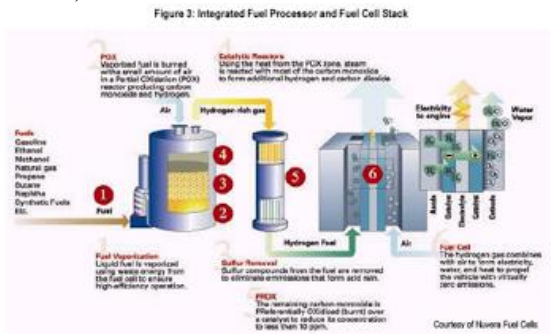 Figure 3: Integrated Fuel Processor and Fuel Cell Stack
2
POX
Vaporized fuel is burned
with a small amount of air
in a Partial OXidation (POX)
reactor producing carbon
monoxide and hydrogen.
4
Catalytic Reactors
Using the heat from the POX zone, steam
is reacted with most of the carbon monoxide
to form additional hydrogen and carbon dioxide
Air
Hydrogen rich gas
Electricity
to engine
Water
Vapor
Fuels
Gasoline
Ethanol
Methanol
Natural gas
Propane
Butane
Naphtha
Synthetic Fuels
Etc.
1
Fuel
4
3
2
5
6
Anode
Catalyst
Electrolyte
Catalyst
Cathode
Hydrogen Fuel
Air
1
Fuel Vaporization
Liquid fuel is vaporized
using waste energy from
the fuel cell to ensure
high-efficiency operation.
3
Sulfur Removal
Sulfur compounds from the fuel are removed
to eliminate emmissions that form acid rain.
5
PROX
The remaining carbon monoxide is
PReferentially OXidized (burnt) over
a catalyst to reduce its concentration
to less than 10 ppm.
6
Fuel Cell
The hydrogen gas combines
with air to form electricity,
water, and heat to propel
the vehicle with virtually
zero emissions.
Courtesy of Nuvera Fuel Cells